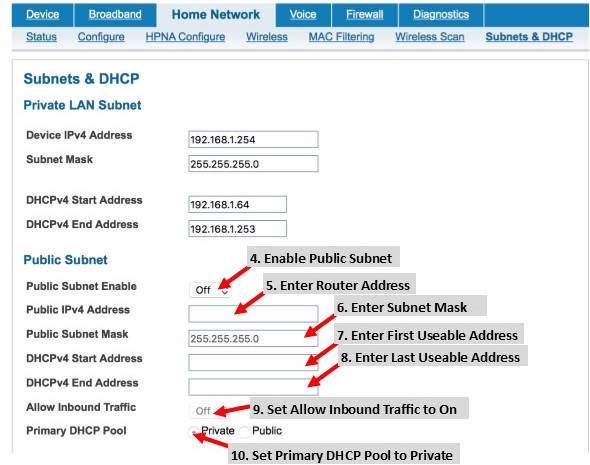 Device Broadband Home Network Voice Firewall Diagnostics
Status Configure HPNA Configure Wireless MAC Filtering Wireless Scan Subnets & DHCP
Subnets & DHCP
Private LAN Subnet
Device IPv4 Address 192.168.1.254
Subnet Mask 255.255.255.0
DHCPv4 Start Address 192.168.1.64
DHCPv4 End Address 192.168.1.253
Public Subnet
4. Enable Public Subnet
Public Subnet Enable Off
5. Enter Router Address
Public IPv4 Address
6. Enter Subnet Mask
Public Subnet Mask 255.255.255.0
7. Enter First Useable Address
DHCPv4 Start Address
8. Enter Last Useable Address
DHCPv4 End Address
Allow Inbound Traffic Off
9. Set Allow Inbound Traffic to On
Primary DHCP Pool Private Public
10. Set Primary DHCP Pool to Private